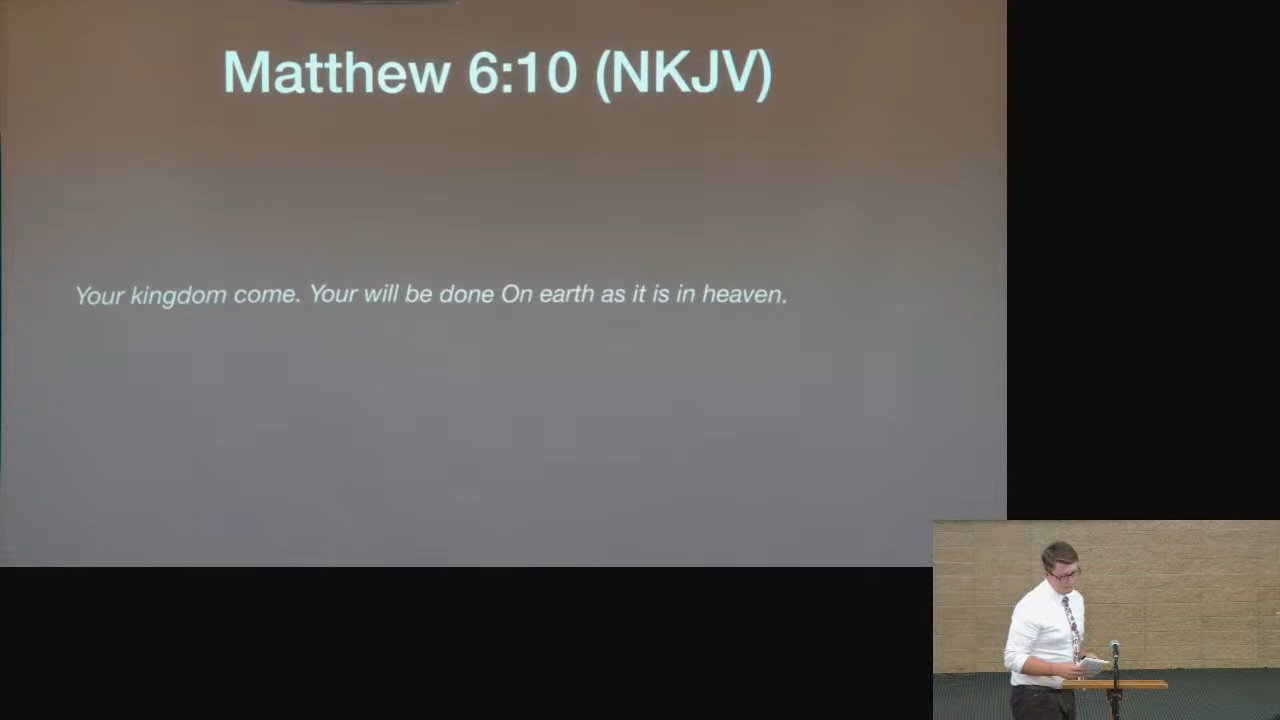 Matthew 6:10 (NKJV)
Your kingdom come. Your will be done On earth as it is in heaven.